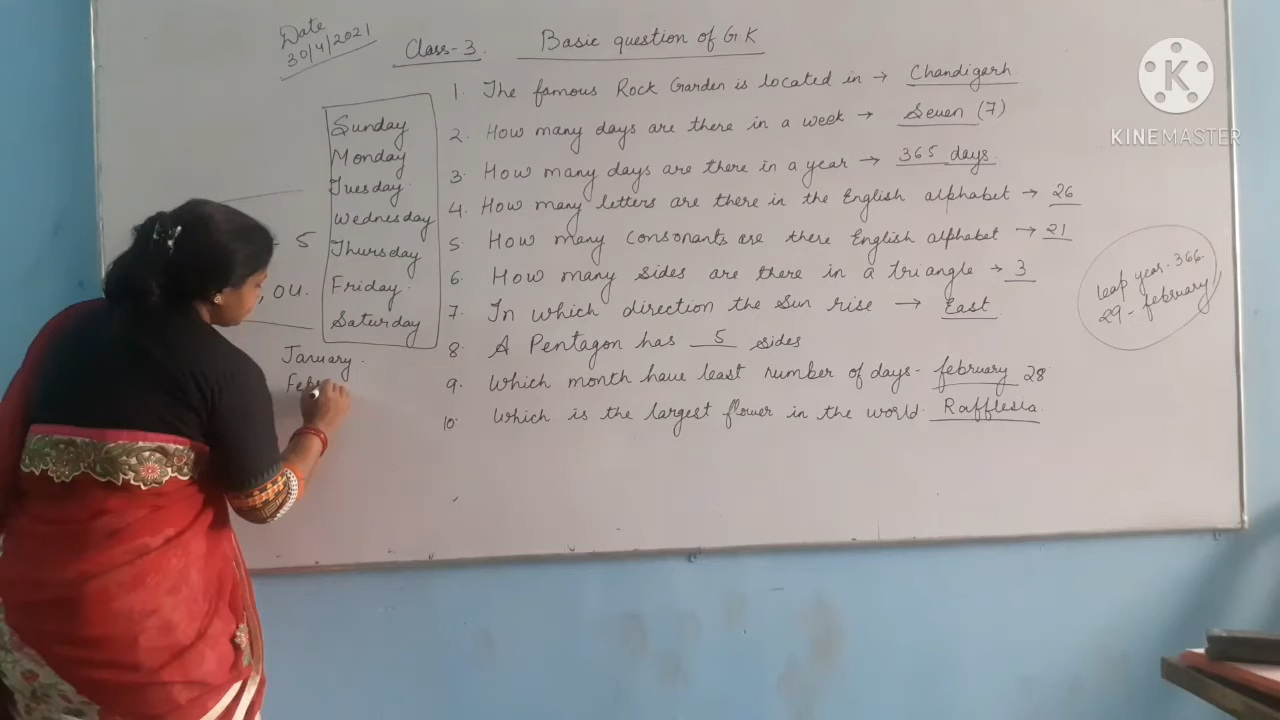 Date
30/4/2021
Class-3.
Basic question of G.K
1. The famous Rock Garden is located in → Chandigarh
2. How many days are there in a week → Seven (7)
3. How many days are there in a year → 365 days.
4. How many letters are there in the English alphabet → 26
5. How many consonants are there English alphabet → 21
6. How many sides are there in a triangle → 3
7. In which direction the Sun rise → East
8. A Pentagon has 5 sides
9. Which month have least number of days - february 28
10. Which is the largest flower in the world. Rafflesia.
Sunday
Monday
Tuesday.
Wednesday
Thursday
Friday.
Saturday
- 5
OU.
January.
Feb
leap year - 366.
29 - february
K
KINEMASTER